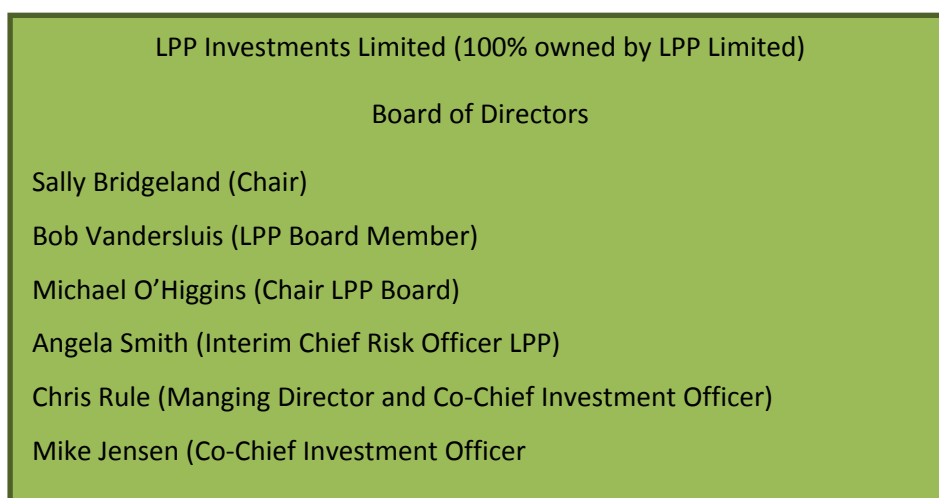 LPP Investments Limited (100% owned by LPP Limited)
Board of Directors
Sally Bridgeland (Chair)
Bob Vandersluis (LPP Board Member)
Michael O’Higgins (Chair LPP Board)
Angela Smith (Interim Chief Risk Officer LPP)
Chris Rule (Manging Director and Co-Chief Investment Officer)
Mike Jensen (Co-Chief Investment Officer